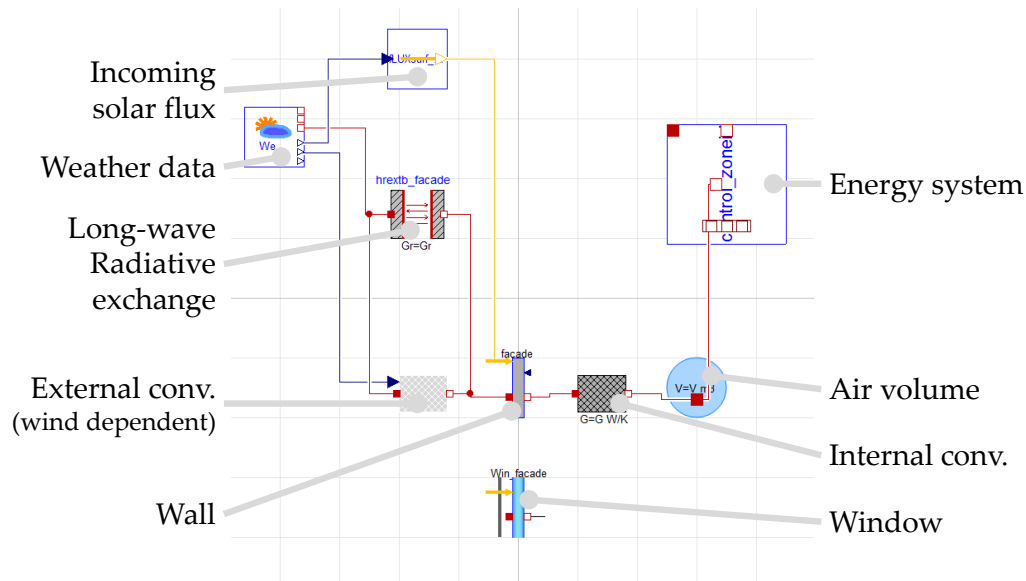 Incoming
solar flux
Weather data
Long-wave
Radiative
exchange
External conv.
(wind dependent)
Wall
We
hrextb_facade
Gr=Gr
facade
G=G W/K
Win_facade
control_zone1
Energy system
Air volume
Internal conv.
Window